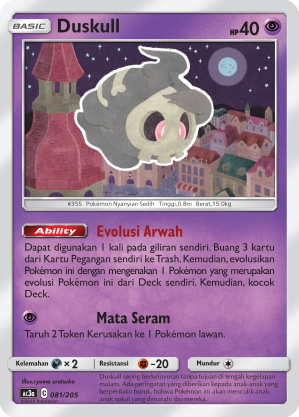 BASIC Duskull HP40
#355 Pokémon Nyanyian Sedih Tinggi,0.8m Berat,15.0kg
Ability Evolusi Arwah
Dapat digunakan 1 kali pada giliran sendiri. Buang 3 kartu
dari Kartu Pegangan sendiri ke Trash. Kemudian, evolusikan
Pokémon ini dengan mengenakan 1 Pokémon yang merupakan
evolusi Pokémon ini dari Deck sendiri. Kemudian, kocok
Deck.
Mata Seram
Taruh 2 Token Kerusakan ke 1 Pokémon lawan.
Kelemahan ×2 Resistansi -20 Mundur
Illus.ryoma uratsuka
SC3a C 081/205
Duskull sering berkeluyuran tanpa tujuan di tengah kegelapan
malam. Ada peringatan yang diberikan kepada anak-anak yang
berperilaku buruk, bahwa Pokémon ini akan menculik anak-
anak nakal yang dimarahi ibu mereka.